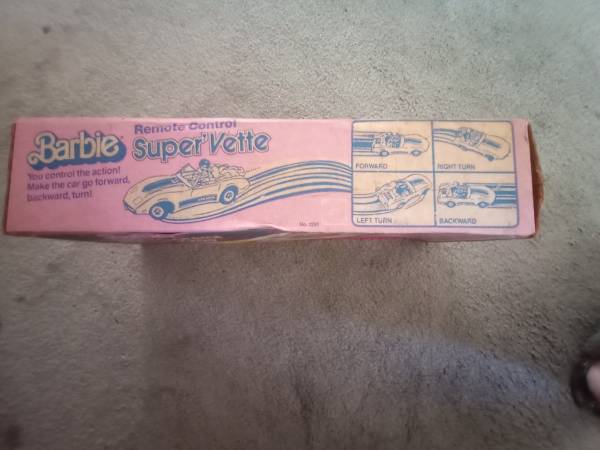 Barbie
Remote Control
Super Vette
You control the action!
Make the car go forward,
backward, turn!
FORWARD
RIGHT TURN
LEFT TURN
BACKWARD